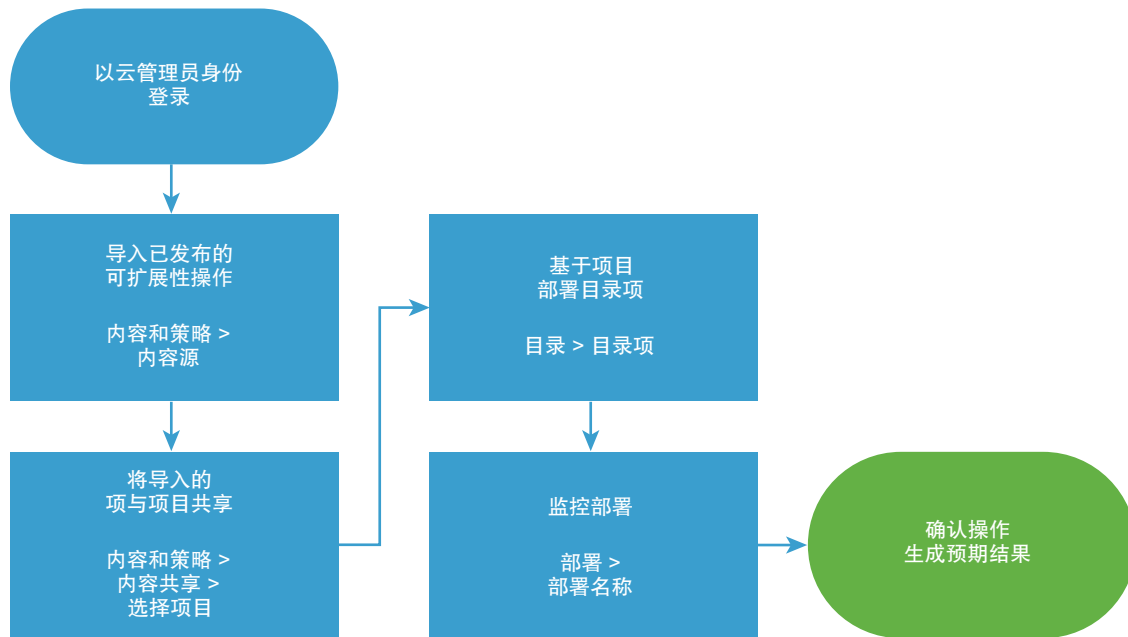 以云管理员身份
登录
导入已发布的
可扩展性操作
内容和策略 >
内容源
将导入的
项与项目共享
内容和策略 >
内容共享 >
选择项目
基于项目
部署目录项
目录 > 目录项
监控部署
部署 >
部署名称
确认操作
生成预期结果